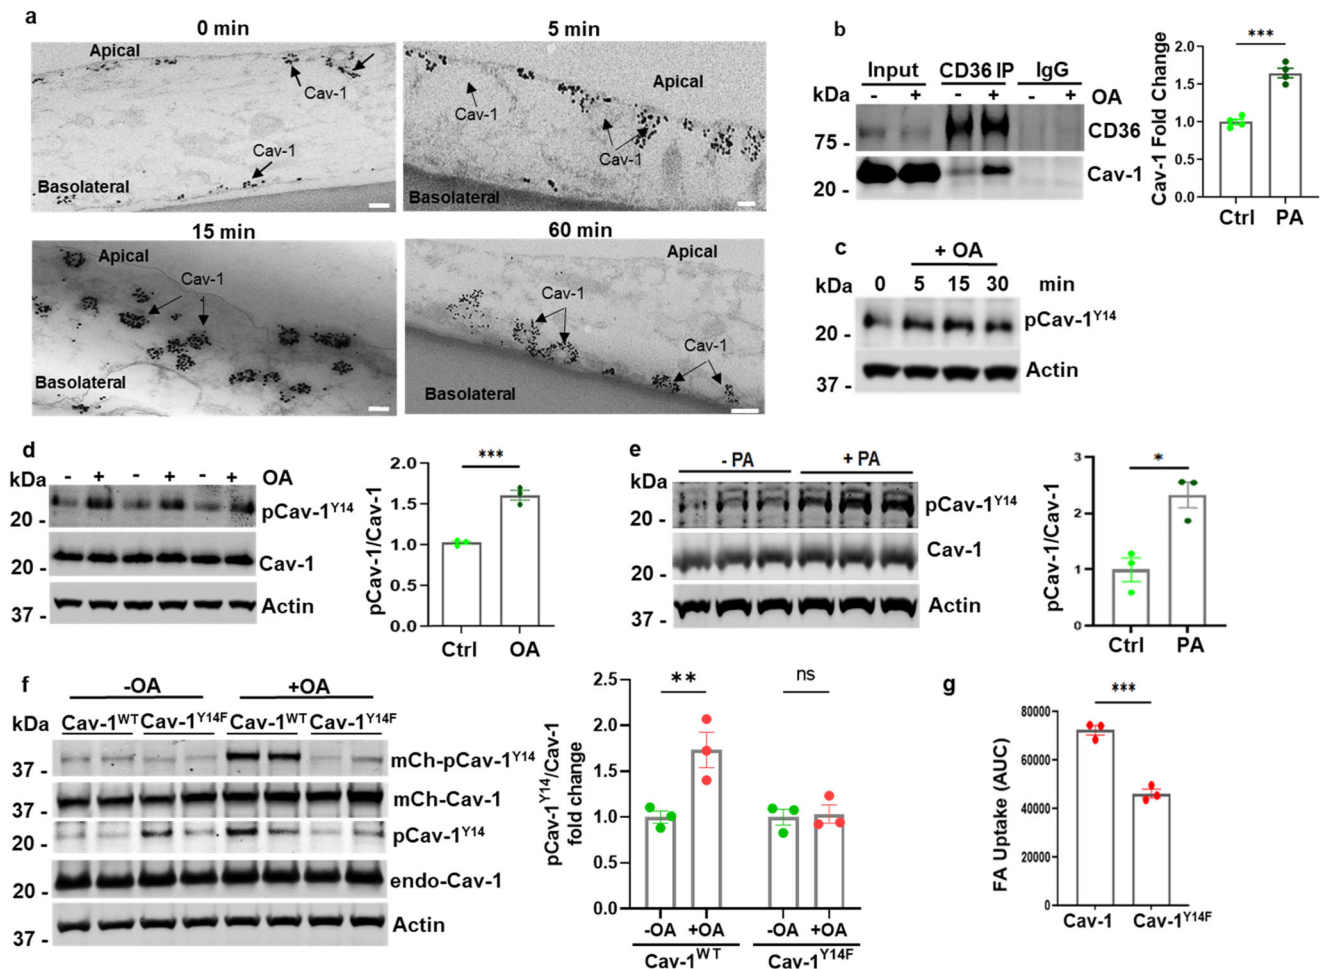 a
0 min
Apical
Cav-1
Cav-1
Basolateral
5 min
Apical
Cav-1
Cav-1
Basolateral
15 min
Apical
Cav-1
Basolateral
60 min
Apical
Cav-1
Cav-1
Basolateral
b
Input CD36 IP IgG
kDa - + - + - + OA
CD36
75 -
Cav-1
20 -
Cav-1 Fold Change
2.0
1.5
1.0
0.5
0.0
***
Ctrl PA
c
+ OA
kDa 0 5 15 30 min
pCav-1Y14
20 -
Actin
37 -
d
kDa - + - + - + OA
pCav-1Y14
20 -
Cav-1
20 -
Actin
37 -
pCav-1/Cav-1
2.0
1.5
1.0
0.5
0.0
***
Ctrl OA
e
kDa - PA + PA
pCav-1Y14
20 -
Cav-1
20 -
Actin
37 -
pCav-1/Cav-1
3
2
1
0
*
Ctrl PA
f
-OA +OA
kDa Cav-1WT Cav-1Y14F Cav-1WT Cav-1Y14F
mCh-pCav-1Y14
37 -
mCh-Cav-1
37 -
pCav-1Y14
20 -
endo-Cav-1
20 -
Actin
37 -
pCav-1Y14/Cav-1
fold change
2.5
2.0
1.5
1.0
0.5
0.0
** ns
-OA +OA -OA +OA
Cav-1WT Cav-1Y14F
g
FA Uptake (AUC)
80000
60000
40000
20000
0
***
Cav-1 Cav-1Y14F